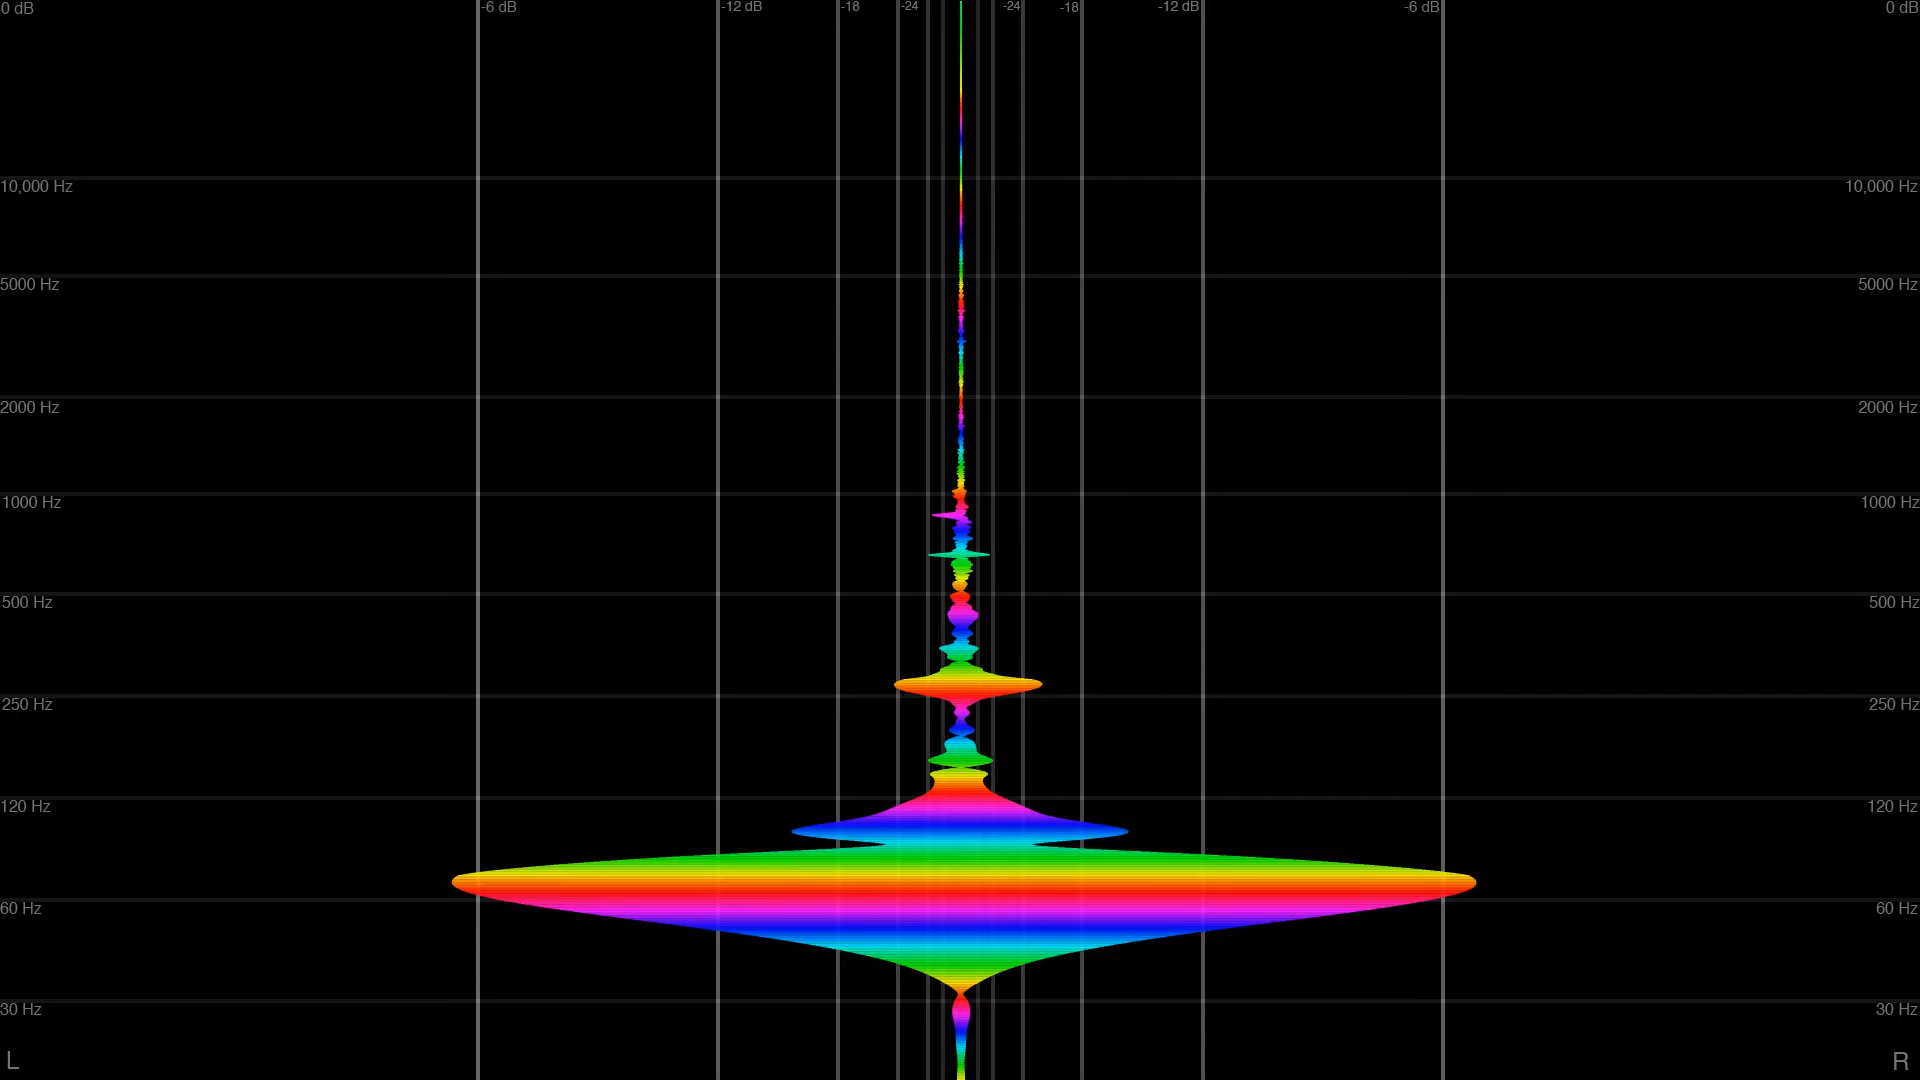 0 dB -6 dB -12 dB -18 -24 -24 -18 -12 dB -6 dB 0 dB
10,000 Hz 10,000 Hz
5000 Hz 5000 Hz
2000 Hz 2000 Hz
1000 Hz 1000 Hz
500 Hz 500 Hz
250 Hz 250 Hz
120 Hz 120 Hz
60 Hz 60 Hz
30 Hz 30 Hz
L R